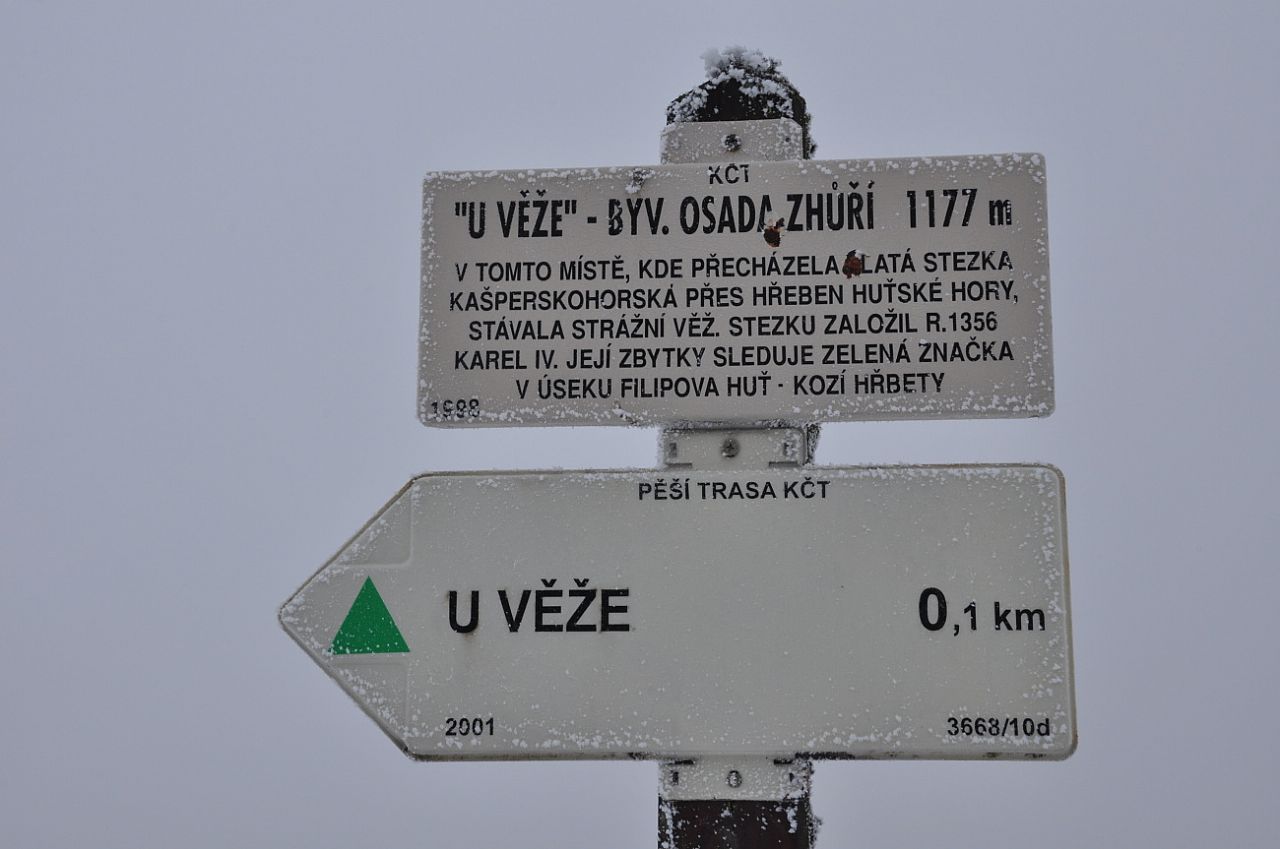 KČT
"U VĚŽE" - BÝV. OSADA ZHŮŘÍ 1177 m
V TOMTO MÍSTĚ, KDE PŘECHÁZELA ZLATÁ STEZKA
KAŠPERSKOHORSKÁ PŘES HŘEBEN HUŤSKÉ HORY,
STÁVALA STRÁŽNÍ VĚŽ. STEZKU ZALOŽIL R.1356
KAREL IV. JEJÍ ZBYTKY SLEDUJE ZELENÁ ZNAČKA
V ÚSEKU FILIPOVA HUŤ - KOZÍ HŘBETY
1998
PĚŠÍ TRASA KČT
U VĚŽE 0,1 km
2001 3668/10d